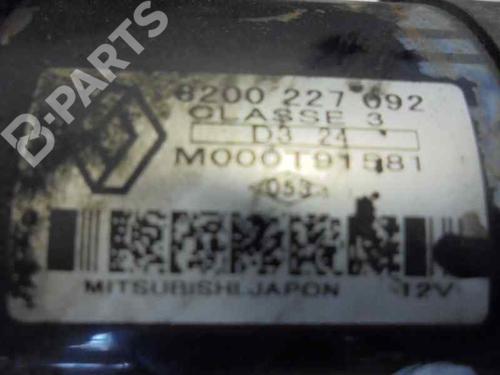 B-PARTS
8200 227 092
CLASSE 3
D3 24
M000T91581
053
MITSUBISHI.JAPON 12V